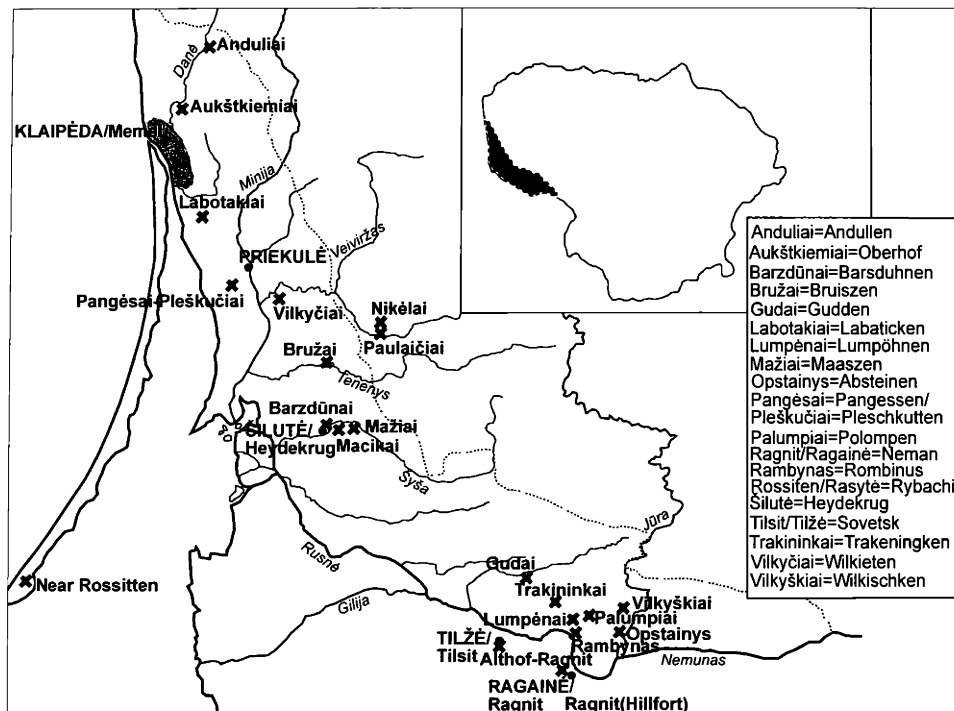 Anduliai
Danė
Aukštkiemiai
KLAIPĖDA/Memel
Minija
Labotakiai
Veiviržas
PRIEKULĖ
Pangėsai-Pleškučiai
Vilkyčiai
Nikėlai
Paulaičiai
Bružai
Tenenys
Barzdūnai
ŠILUTĖ/
Heydekrug
Mažiai
Macikai
Šyša
Jūra
Rusnė
Gilija
Near Rossitten
Gudai
Trakininkai
Vilkyškiai
Lumpėnai
Palumpiai
Opstainys
Rambynas
TILŽĖ/
Tilsit
Althof-Ragnit
Nemunas
RAGAINĖ/
Ragnit
Ragnit(Hillfort)
Anduliai=Andullen
Aukštkiemiai=Oberhof
Barzdūnai=Barsduhnen
Bružai=Bruiszen
Gudai=Gudden
Labotakiai=Labaticken
Lumpėnai=Lumpöhnen
Mažiai=Maaszen
Opstainys=Absteinen
Pangėsai=Pangessen/
Pleškučiai=Pleschkutten
Palumpiai=Polompen
Ragnit/Ragainė=Neman
Rambynas=Rombinus
Rossiten/Rasytė=Rybachi
Šilutė=Heydekrug
Tilsit/Tilžė=Sovetsk
Trakininkai=Trakeningken
Vilkyčiai=Wilkieten
Vilkyškiai=Wilkischken